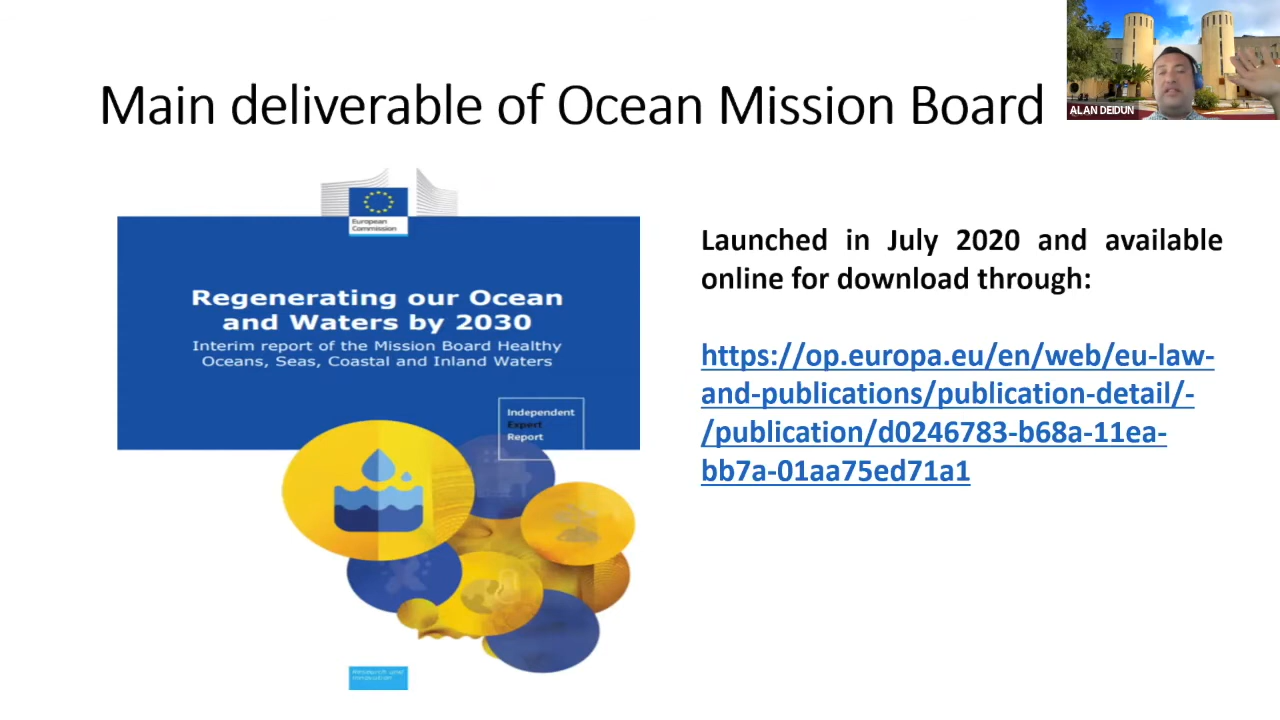 Main deliverable of Ocean Mission Board
ALAN DEIDUN
European
Commission
Regenerating our Ocean
and Waters by 2030
Interim report of the Mission Board Healthy
Oceans, Seas, Coastal and Inland Waters
Independent
Expert
Report
Research and
Innovation
Launched in July 2020 and available
online for download through:
https://op.europa.eu/en/web/eu-law-
and-publications/publication-detail/-
/publication/d0246783-b68a-11ea-
bb7a-01aa75ed71a1